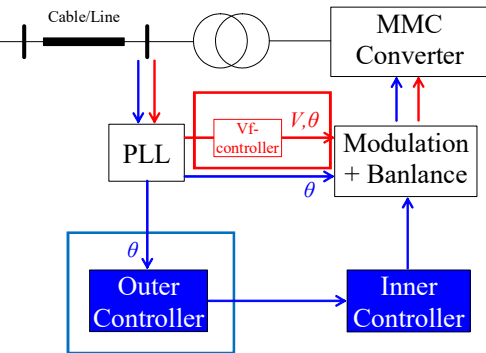 Cable/Line
MMC
Converter
Vf-
controller
V,θ
PLL
Modulation
+ Banlance
θ
θ
Outer
Controller
Inner
Controller